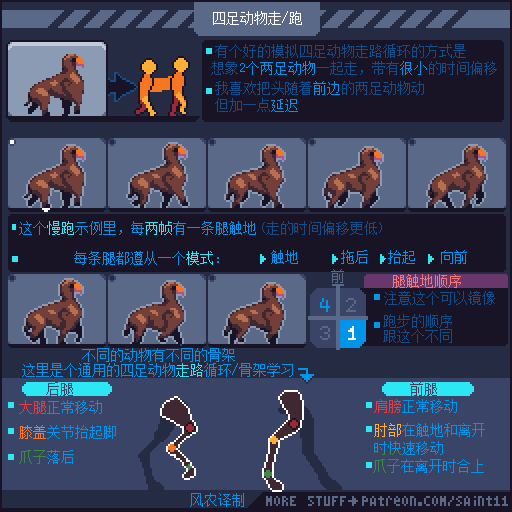 四足动物走/跑
有个好的模拟四足动物走路循环的方式是
想象2个两足动物一起走，带有很小的时间偏移
我喜欢把头随着前边的两足动物动
但加一点延迟
这个慢跑示例里，每两帧有一条腿触地（走的时间偏移更低）
每条腿都遵从一个模式：
触地
拖后
抬起
向前
前
4 2
3 1
腿触地顺序
注意这个可以镜像
跑步的顺序
跟这个不同
不同的动物有不同的骨架
这里是个通用的四足动物走路循环/骨架学习
后腿
大腿正常移动
膝盖关节抬起脚
爪子落后
前腿
肩膀正常移动
肘部在触地和离开
时快速移动
爪子在离开时合上
风农译制
MORE STUFF→PATREON.COM/SAINT11